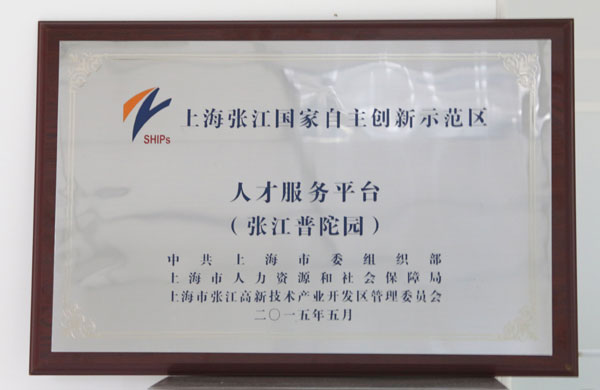 SHIPs
上海张江国家自主创新示范区
人才服务平台
（张江普陀园）
中共上海市委组织部
上海市人力资源和社会保障局
上海市张江高新技术产业开发区管理委员会
二〇一五年五月